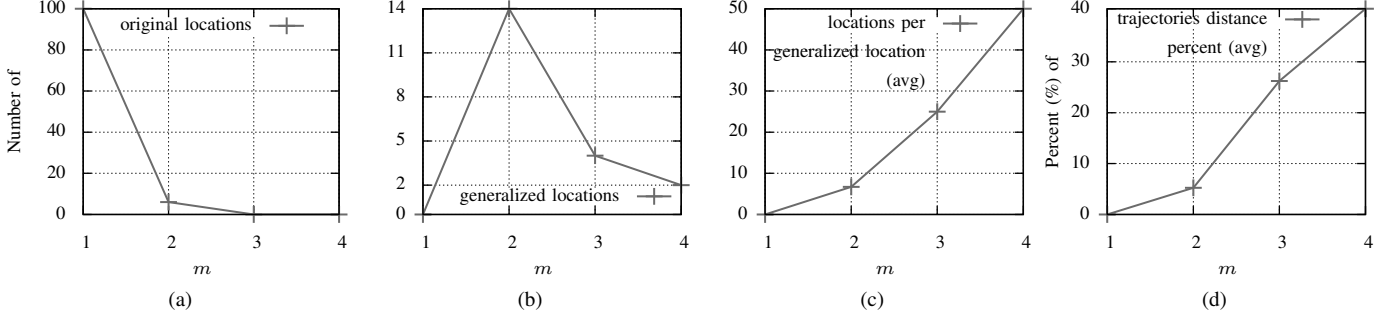 Number of
100
80
60
40
20
0
original locations
1 2 3 4
m
(a)
14
11
8
5
2
0
generalized locations
1 2 3 4
m
(b)
50
40
30
20
10
0
locations per
generalized location
(avg)
1 2 3 4
m
(c)
Percent (%) of
40
30
20
10
0
trajectories distance
percent (avg)
1 2 3 4
m
(d)